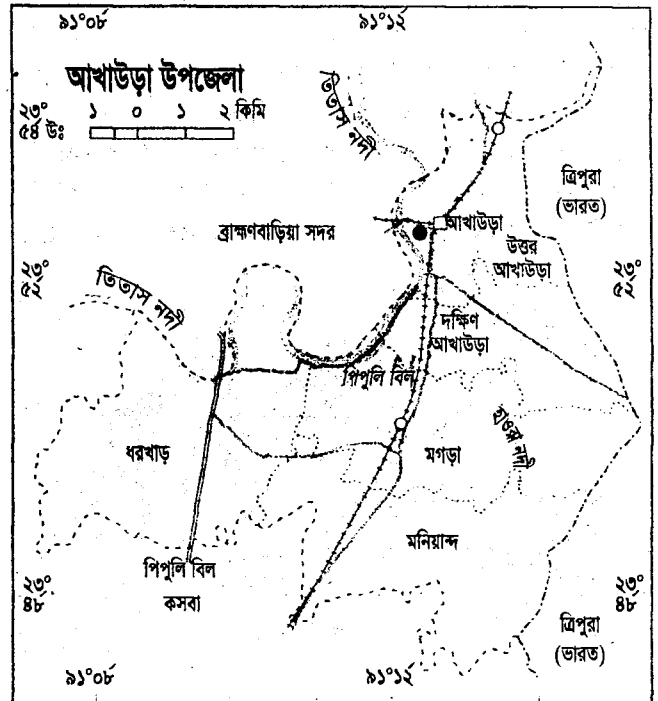 ৯১°০৮´ ৯১°১২´
আখাউড়া উপজেলা
২৩°
৫৪´ উঃ
১ ০ ১ ২ কিমি
তিতাস নদী
ত্রিপুরা
(ভারত)
ব্রাহ্মণবাড়িয়া সদর
আখাউড়া
উত্তর
আখাউড়া
২৩°
৫২´
তিতাস নদী
২৩°
৫২´
দক্ষিণ
আখাউড়া
পিপুলি বিল
হাওড়া নদী
ধরখাড়
মগড়া
মনিয়ান্দ
পিপুলি বিল
কসবা
২৩°
৪৮´
২৩°
৪৮´
ত্রিপুরা
(ভারত)
৯১°০৮´ ৯১°১২´